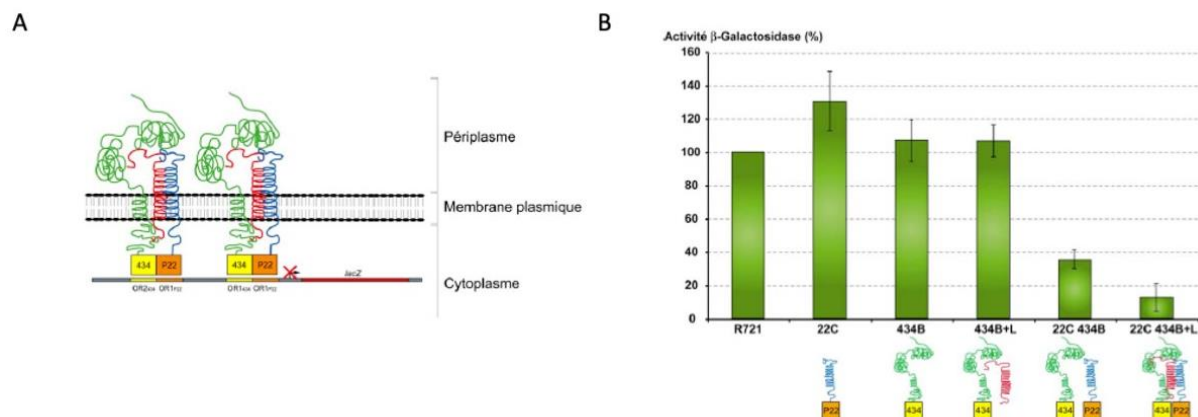 A
Périplasme
Membrane plasmique
Cytoplasme
434 P22 434 P22
lacZ
OR2434 OR1P22 OR1434 OR1P22
B
Activité β-Galactosidase (%)
160
140
120
100
80
60
40
20
0
R721 22C 434B 434B+L 22C 434B 22C 434B+L
P22 434 434 434 P22 434 P22